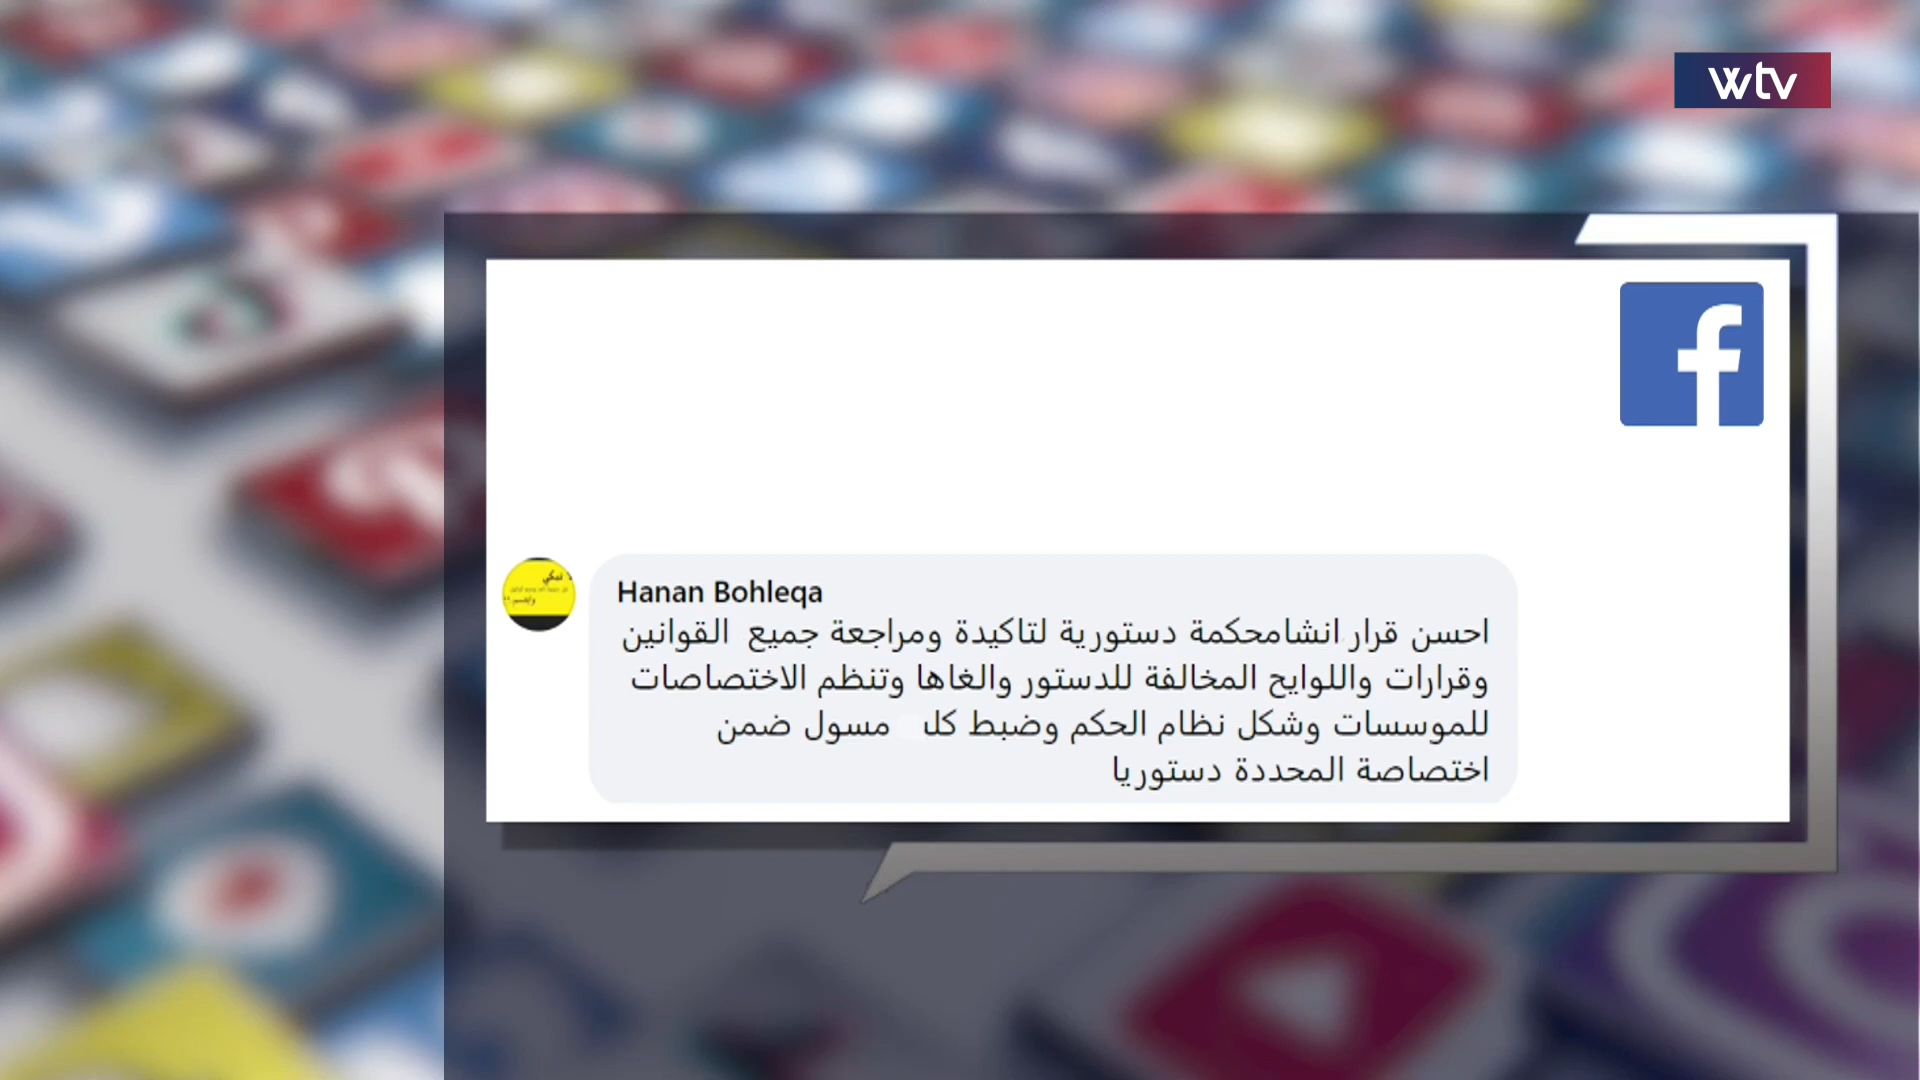 wtv
Hanan Bohleqa
احسن قرار انشامحكمة دستورية لتاكيدة ومراجعة جميع القوانين
وقرارات واللوايح المخالفة للدستور والغاها وتنظم الاختصاصات
للموسسات وشكل نظام الحكم وضبط كل مسول ضمن
اختصاصة المحددة دستوريا